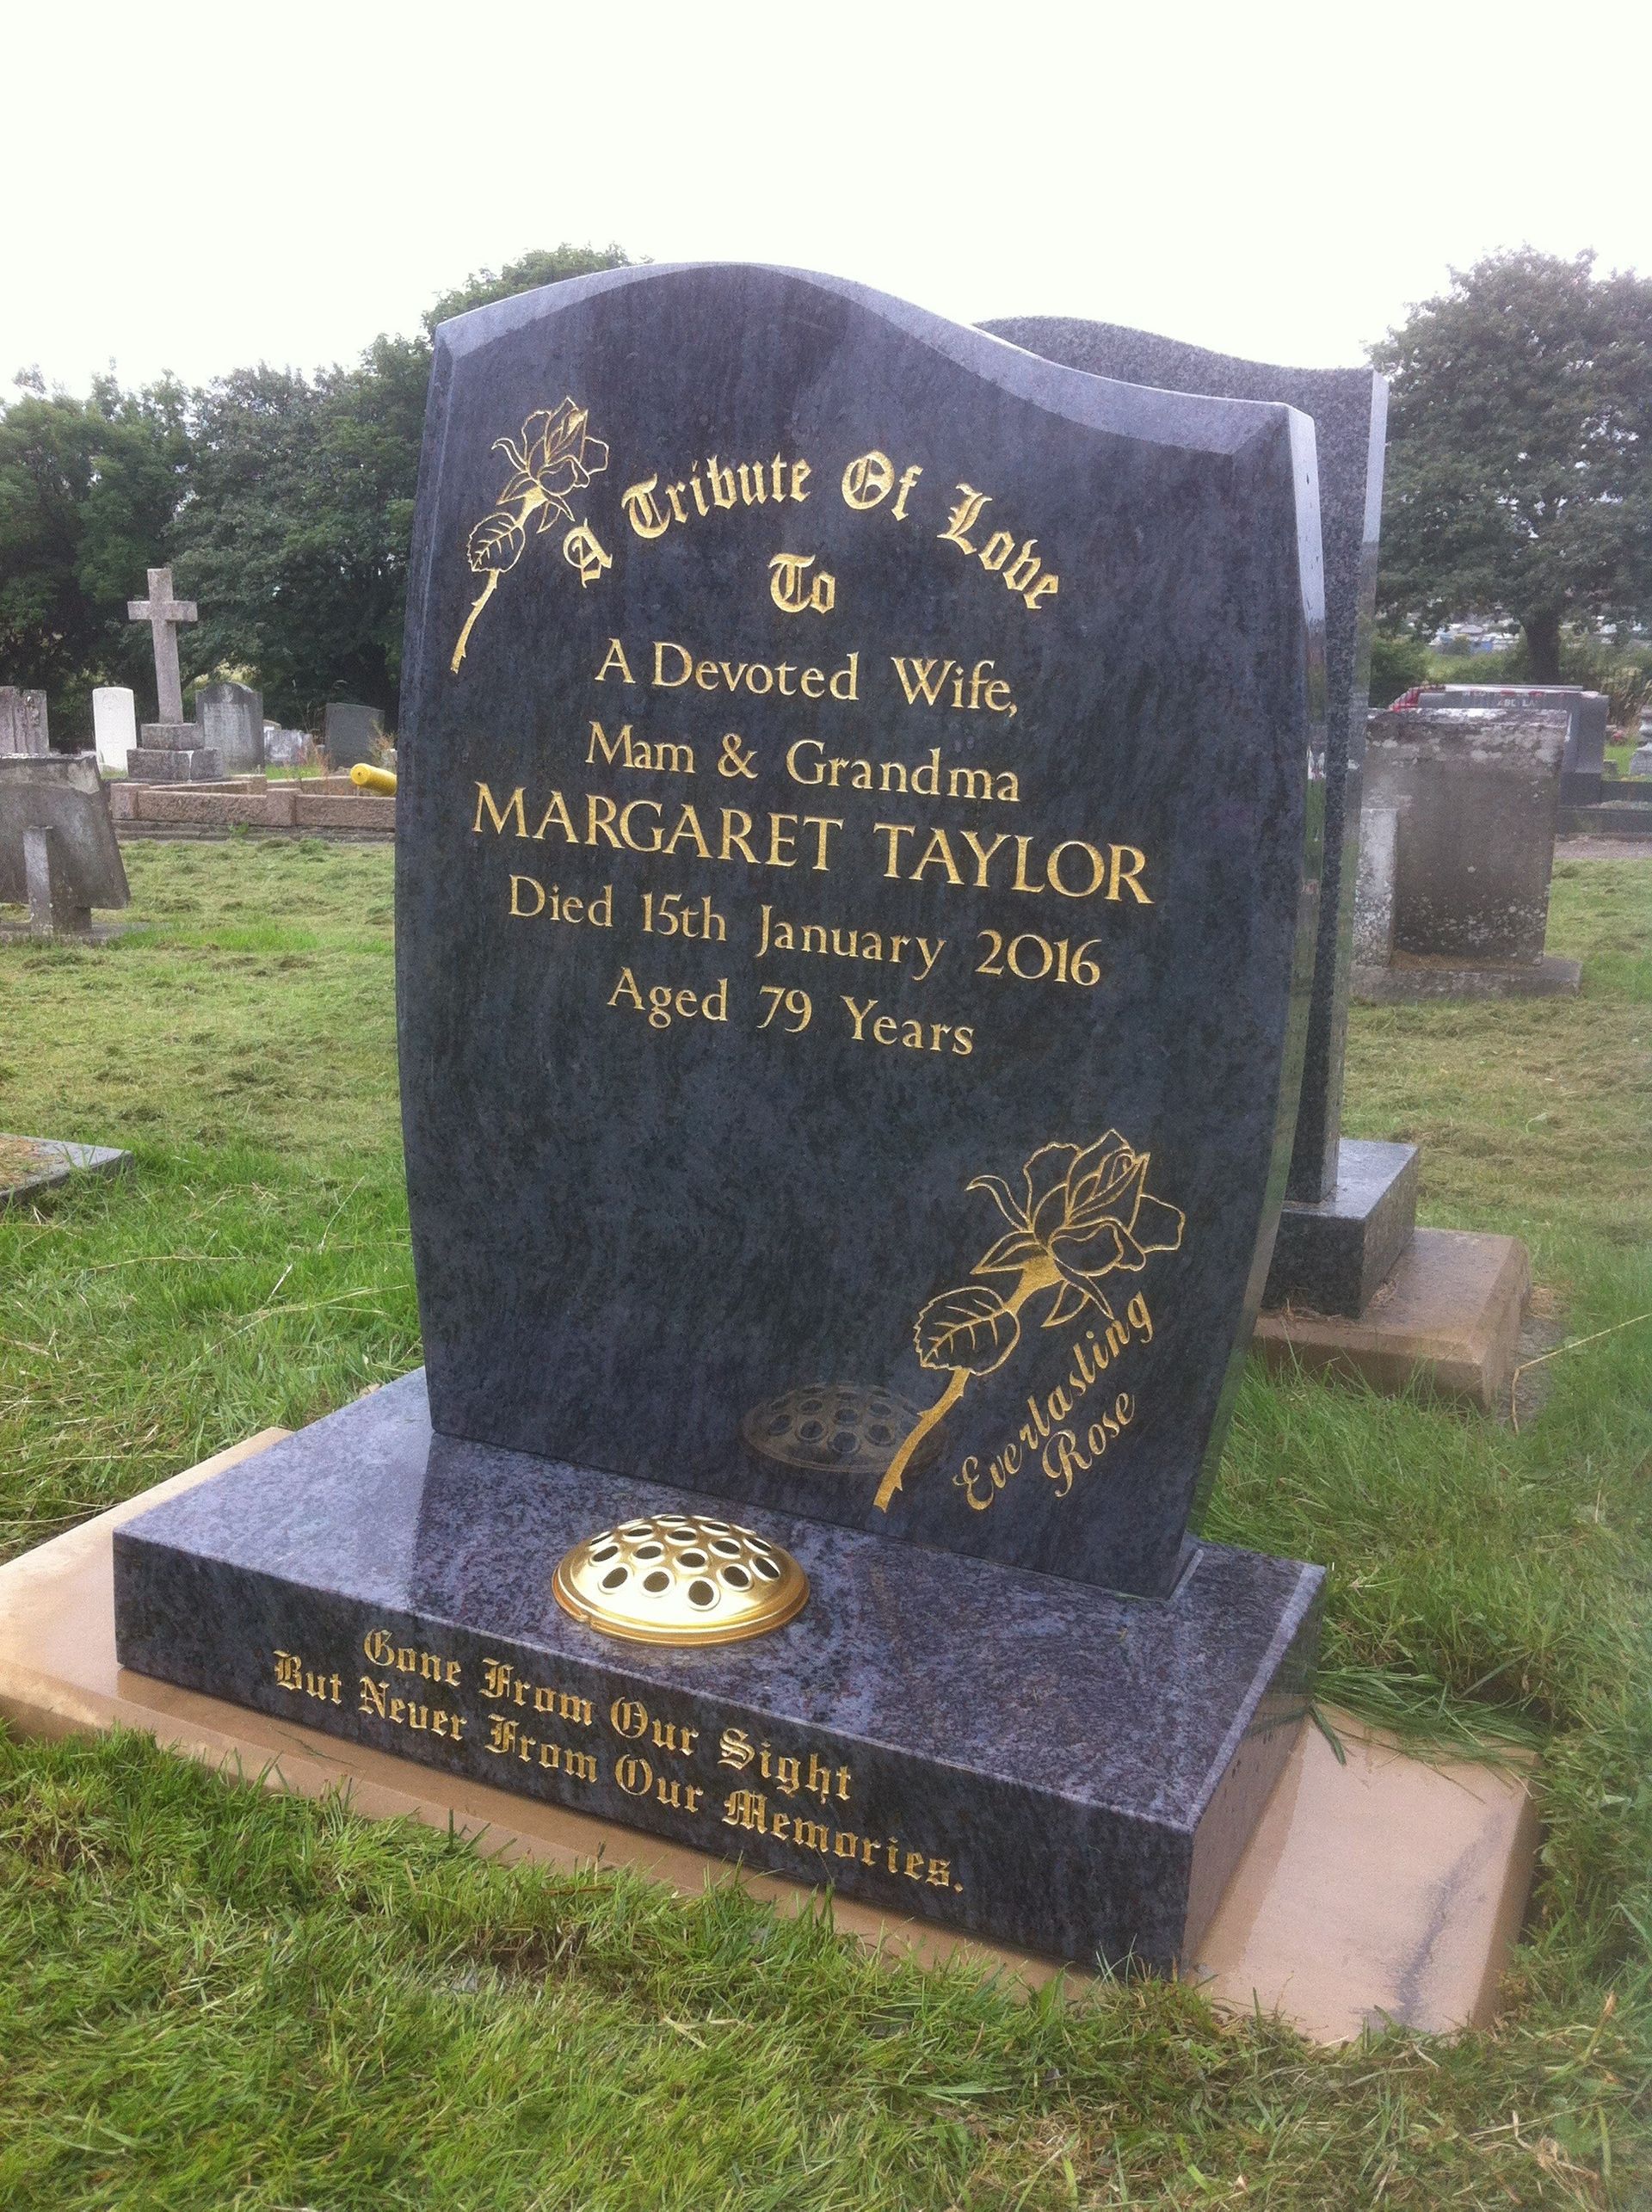 A Tribute Of Love
To
A Devoted Wife,
Mam & Grandma
MARGARET TAYLOR
Died 15th January 2016
Aged 79 Years
Everlasting
Rose
Gone From Our Sight
But Never From Our Memories.